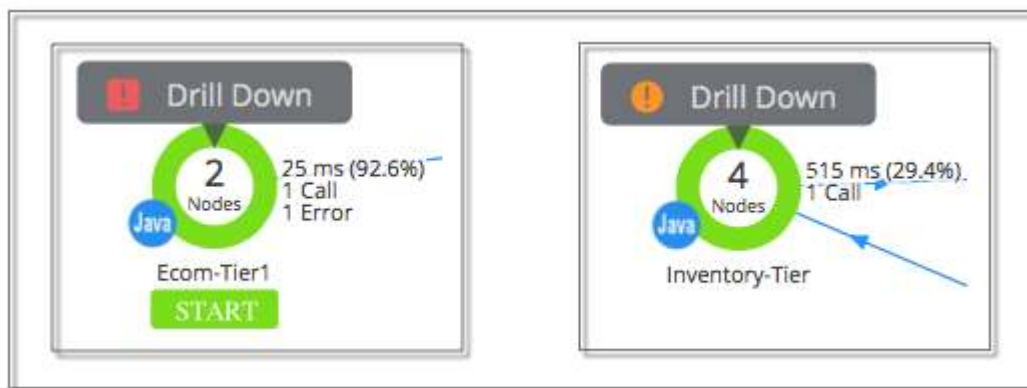 ! Drill Down
2
Nodes
25 ms (92.6%)
1 Call
1 Error
Java
Ecom-Tier1
START
! Drill Down
4
Nodes
515 ms (29.4%)
1 Call
Java
Inventory-Tier